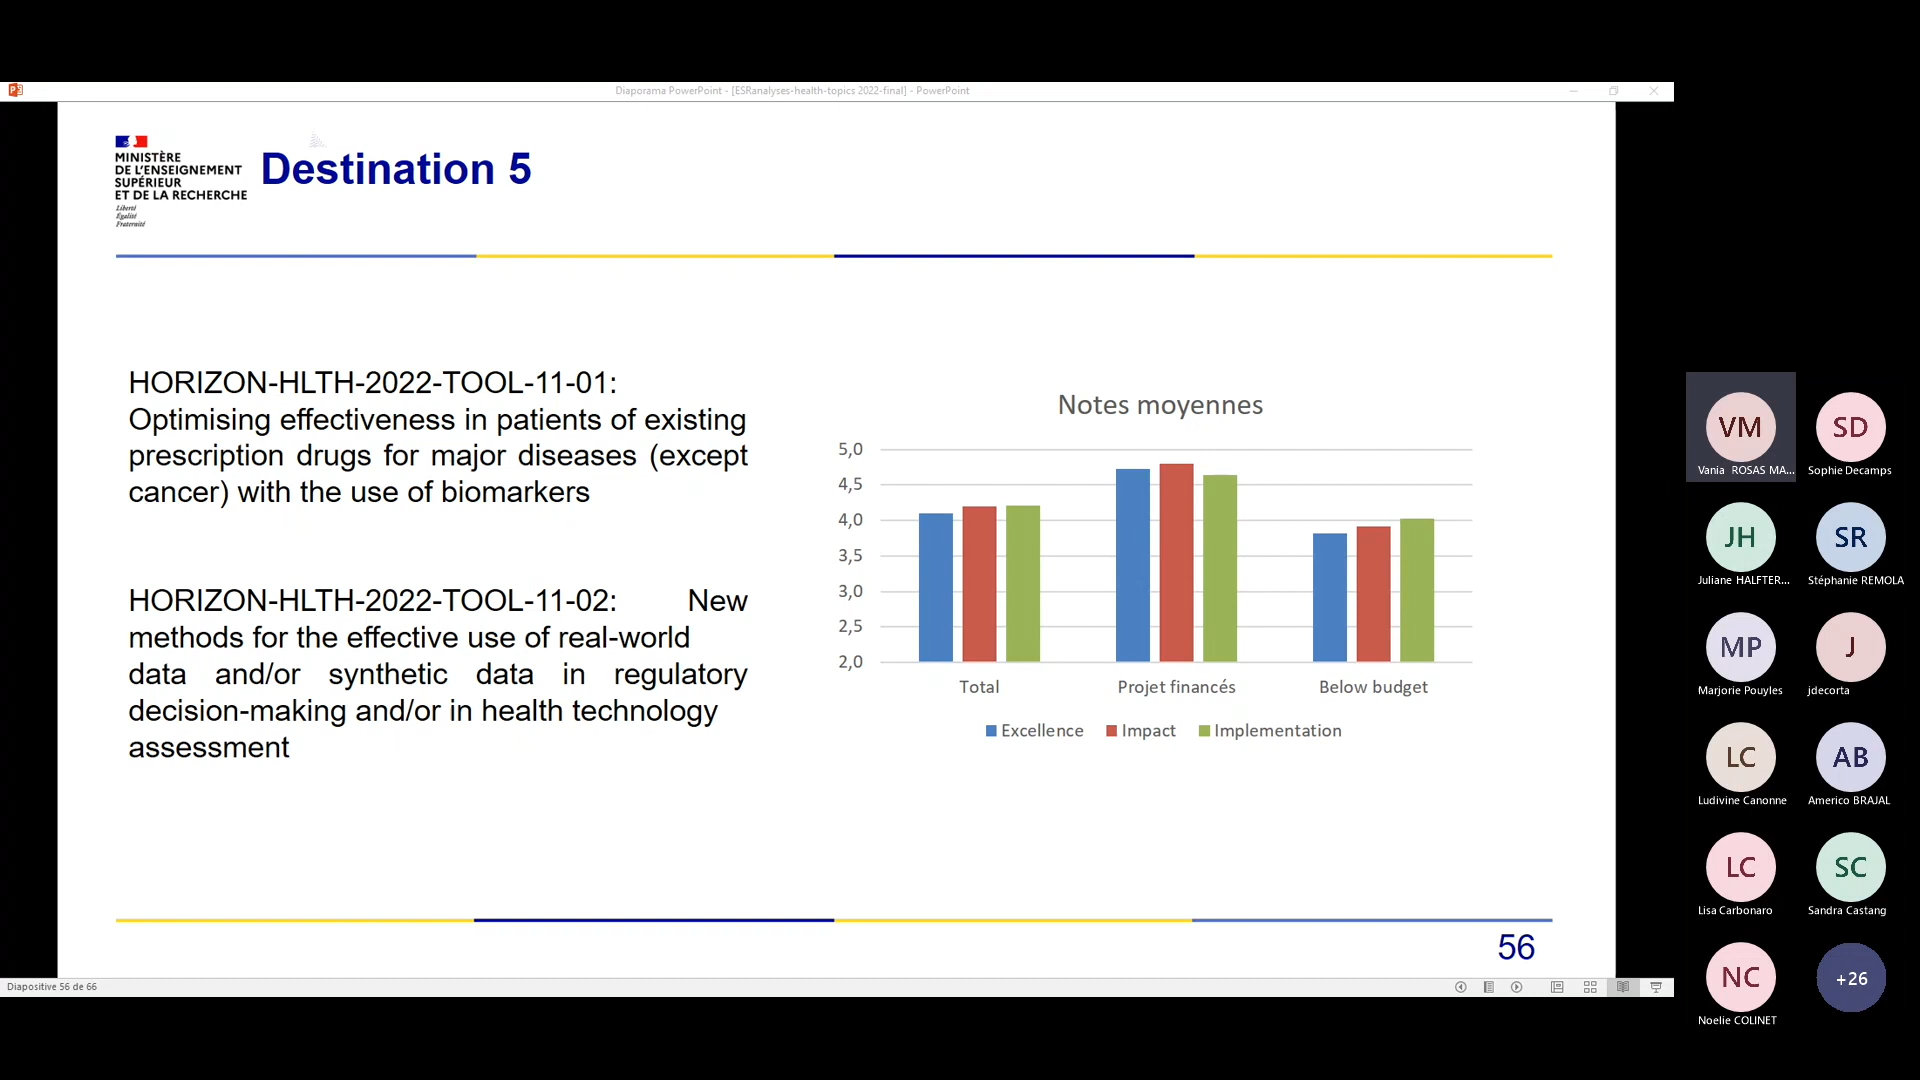 Diaporama PowerPoint - [ESRanalyses-health-topics 2022-final] - PowerPoint
MINISTÈRE
DE L'ENSEIGNEMENT
SUPÉRIEUR
ET DE LA RECHERCHE
Liberté
Égalité
Fraternité
Destination 5
HORIZON-HLTH-2022-TOOL-11-01:
Optimising effectiveness in patients of existing
prescription drugs for major diseases (except
cancer) with the use of biomarkers
HORIZON-HLTH-2022-TOOL-11-02: New
methods for the effective use of real-world
data and/or synthetic data in regulatory
decision-making and/or in health technology
assessment
Notes moyennes
5,0
4,5
4,0
3,5
3,0
2,5
2,0
Total Projet financés Below budget
Excellence Impact Implementation
56
Diapositive 56 de 66
VM SD
Vania ROSAS MA... Sophie Decamps
JH SR
Juliane HALFTER... Stéphanie REMOLA
MP J
Marjorie Pouyles jdecorta
LC AB
Ludivine Canonne Americo BRAJAL
LC SC
Lisa Carbonaro Sandra Castang
NC +26
Noelie COLINET